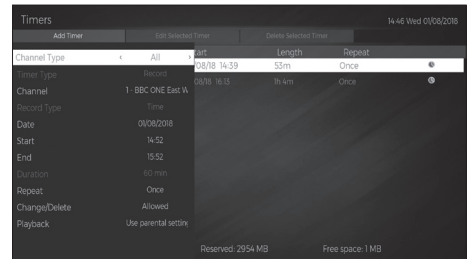 Timers 14:46 Wed 01/08/2018
Add Timer Edit Selected Timer Delete Selected Timer
tart Length Repeat
Channel Type All
/08/18 14:39 53m Once
Timer Type Record
08/18 16:13 1h 4m Once
Channel 1 - BBC ONE East W
Record Type Time
Date 01/08/2018
Start 14:52
End 15:52
Duration 60 min
Repeat Once
Change/Delete Allowed
Playback Use parental setting
Reserved: 2954 MB Free space: 1 MB